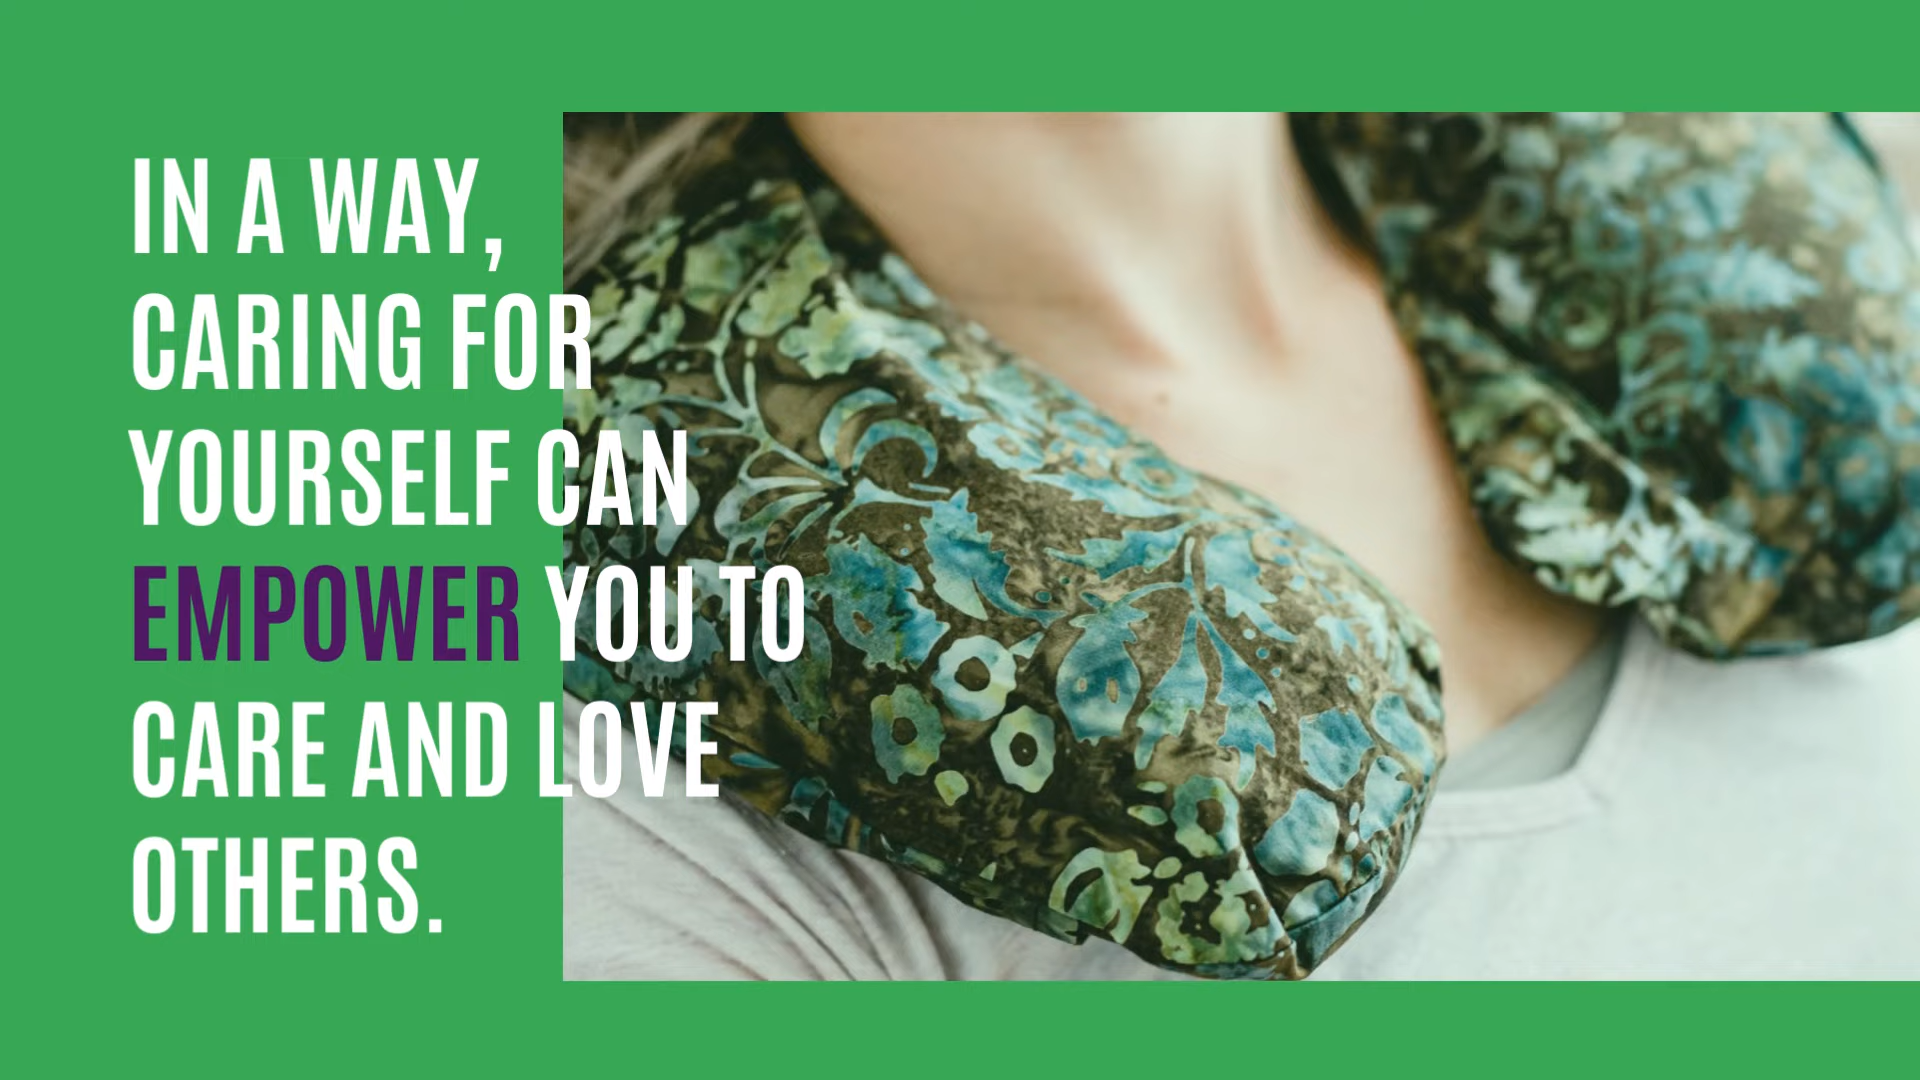 IN A WAY,
CARING FOR
YOURSELF CAN
EMPOWER YOU TO
CARE AND LOVE
OTHERS.